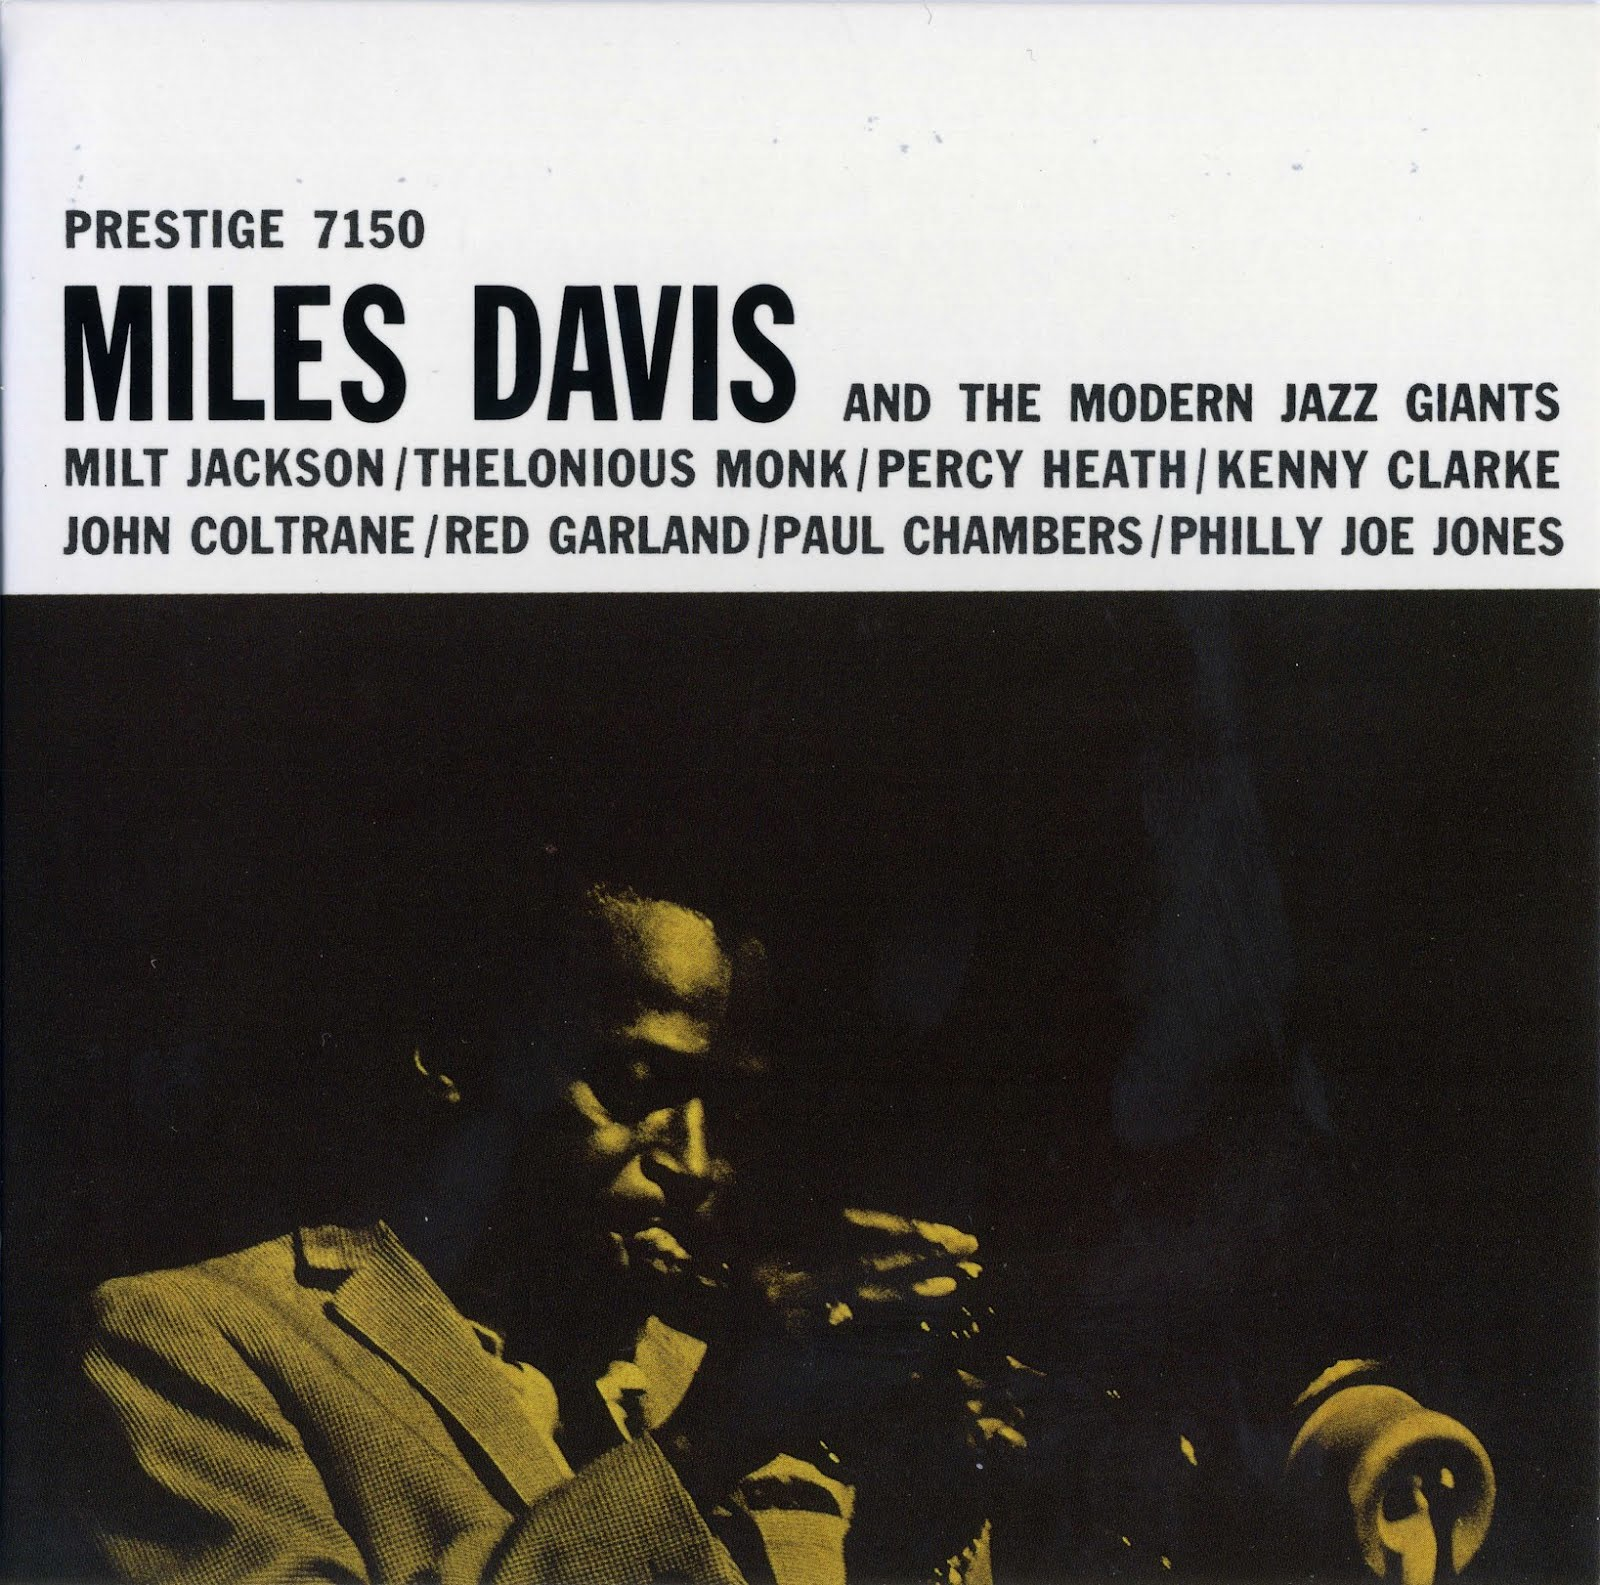 PRESTIGE 7150
MILES DAVIS AND THE MODERN JAZZ GIANTS
MILT JACKSON/THELONIOUS MONK/PERCY HEATH/KENNY CLARKE
JOHN COLTRANE/RED GARLAND/PAUL CHAMBERS/PHILLY JOE JONES